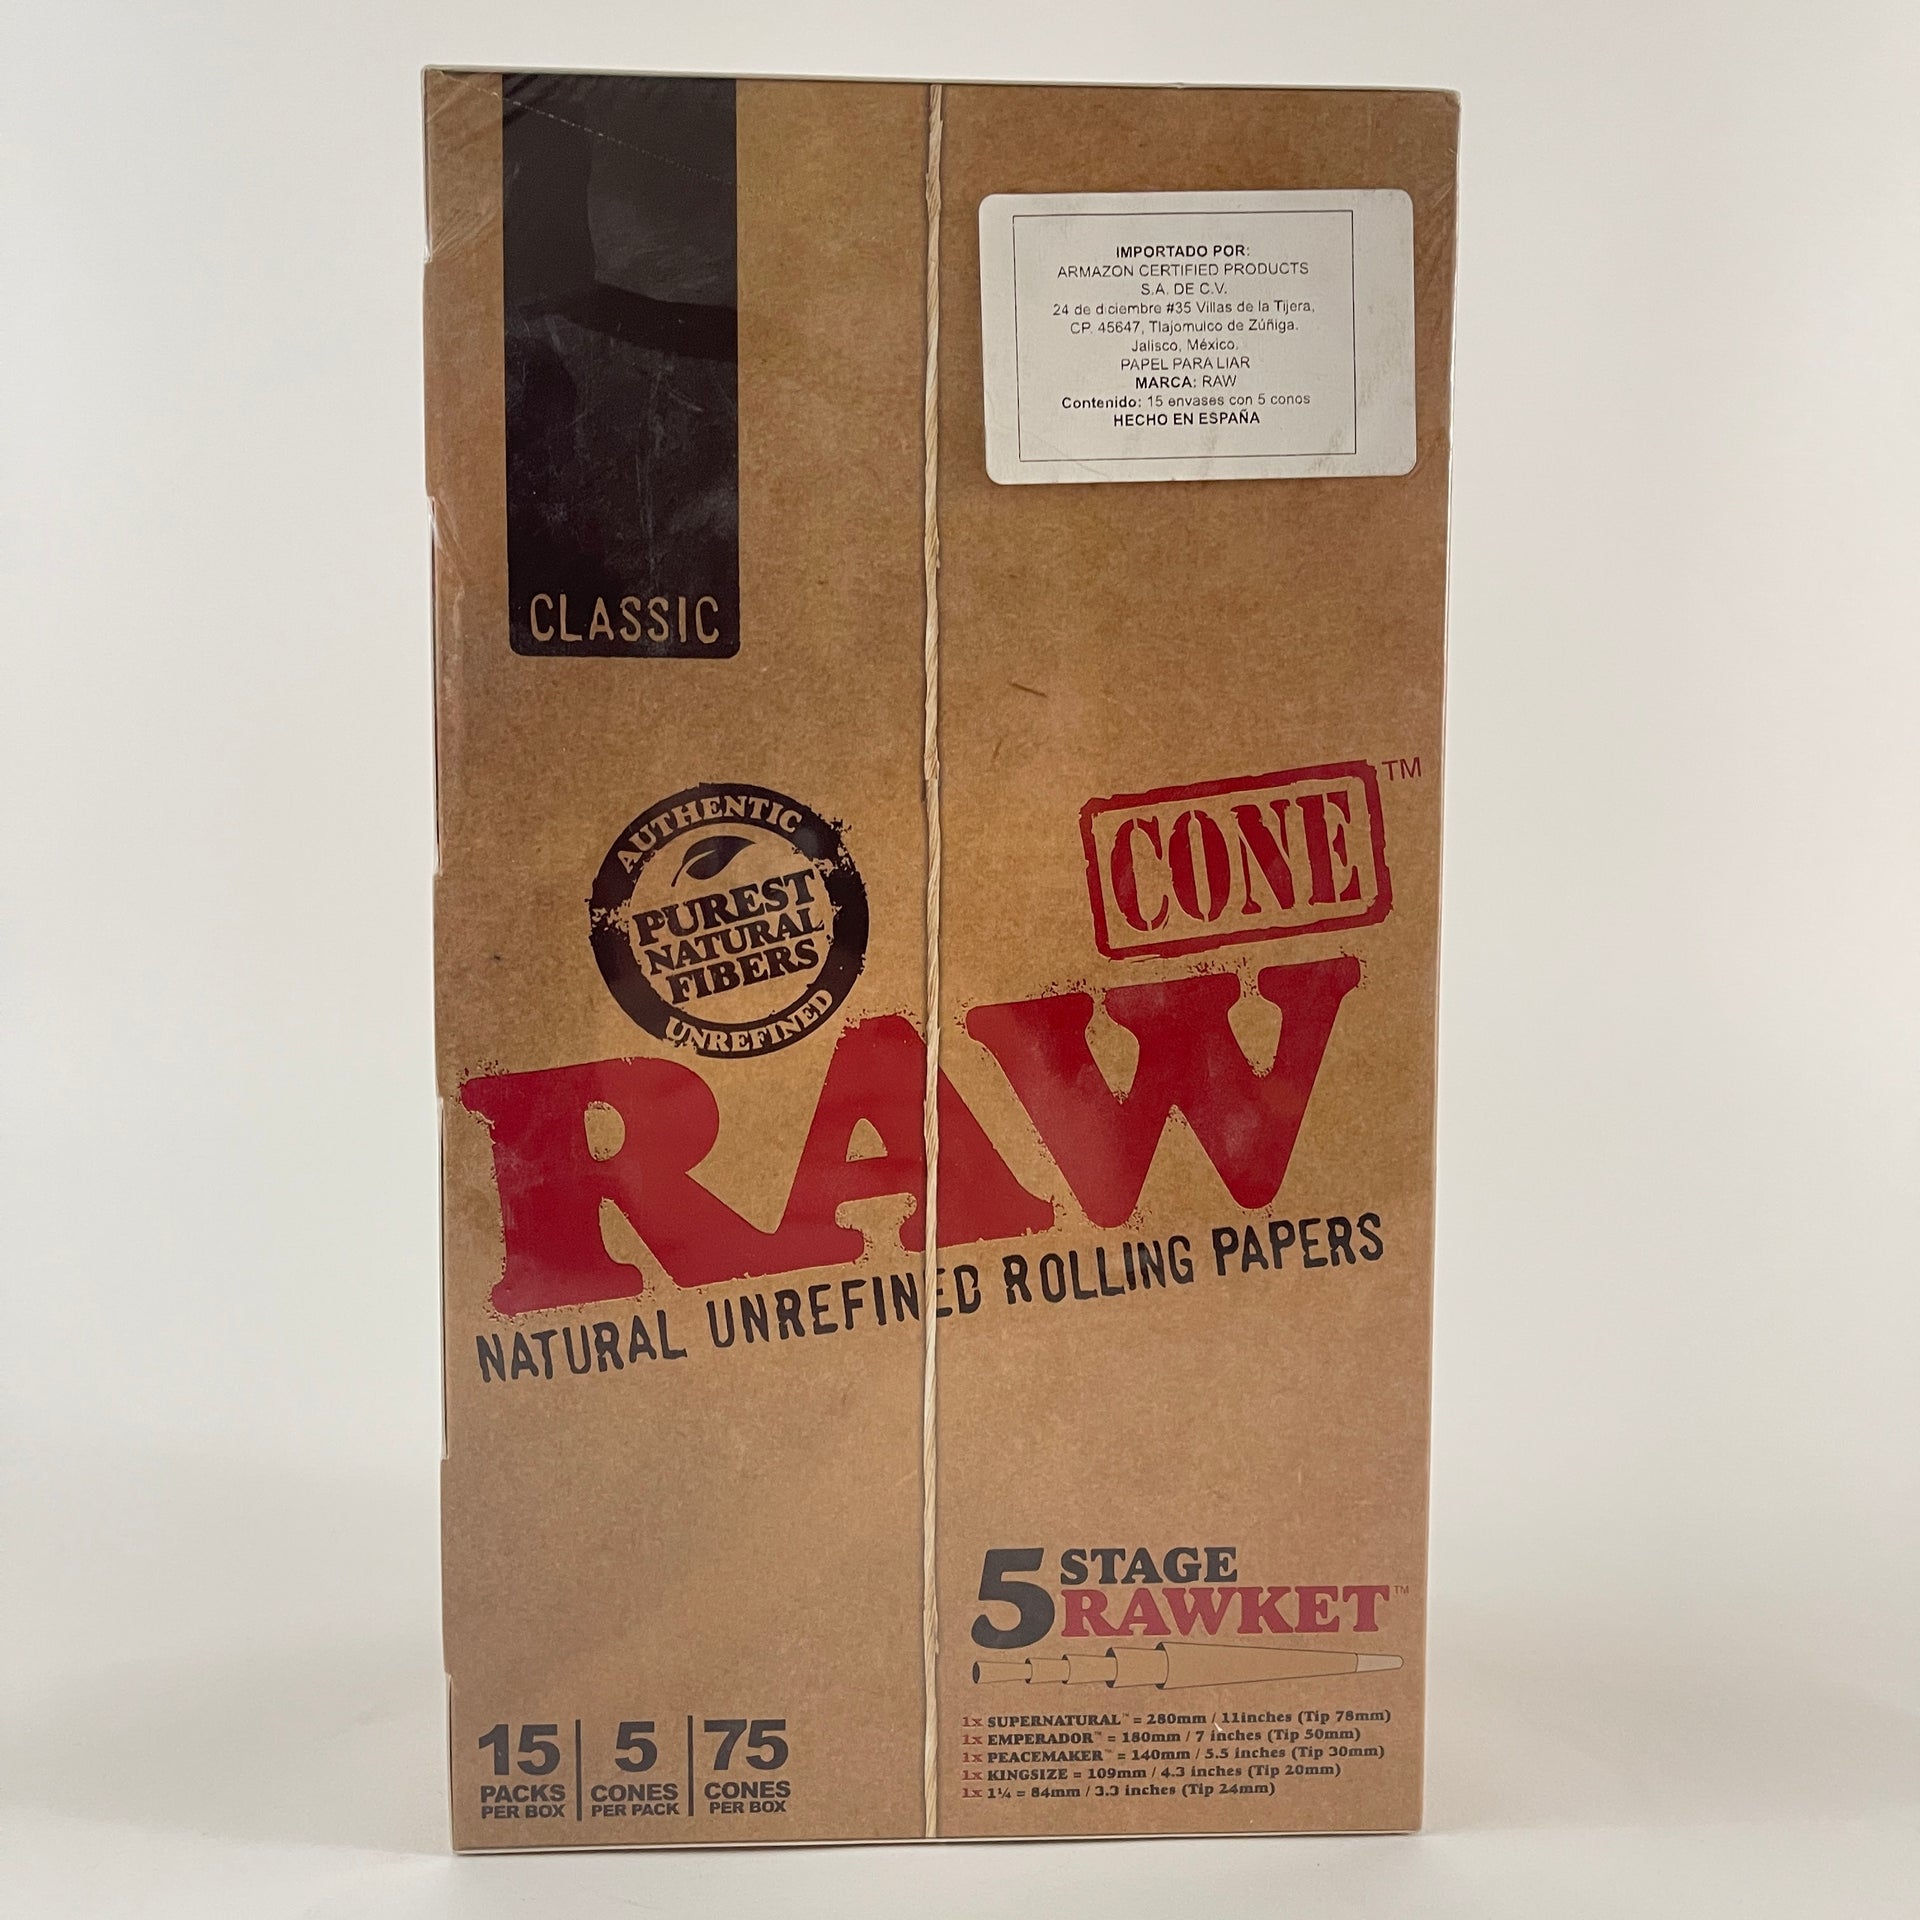 IMPORTADO POR:
ARMAZON CERTIFIED PRODUCTS
S.A. DE C.V.
24 de diciembre #35 Villas de la Tijera,
CP. 45647, Tlajomulco de Zúñiga.
Jalisco, México.
PAPEL PARA LIAR
MARCA: RAW
Contenido: 15 envases con 5 conos
HECHO EN ESPAÑA
CLASSIC
CONE™
AUTHENTIC
PUREST
NATURAL
FIBERS
UNREFINED
RAW
NATURAL UNREFINED ROLLING PAPERS
5 STAGE
RAWKET™
1x SUPERNATURAL™ = 280mm / 11inches (Tip 78mm)
1x EMPERADOR™ = 180mm / 7 inches (Tip 50mm)
1x PEACEMAKER™ = 140mm / 5.5 inches (Tip 30mm)
1x KINGSIZE = 109mm / 4.3 inches (Tip 20mm)
1x 1¼ = 84mm / 3.3 inches (Tip 24mm)
15 5 75
PACKS CONES CONES
PER BOX PER PACK PER BOX